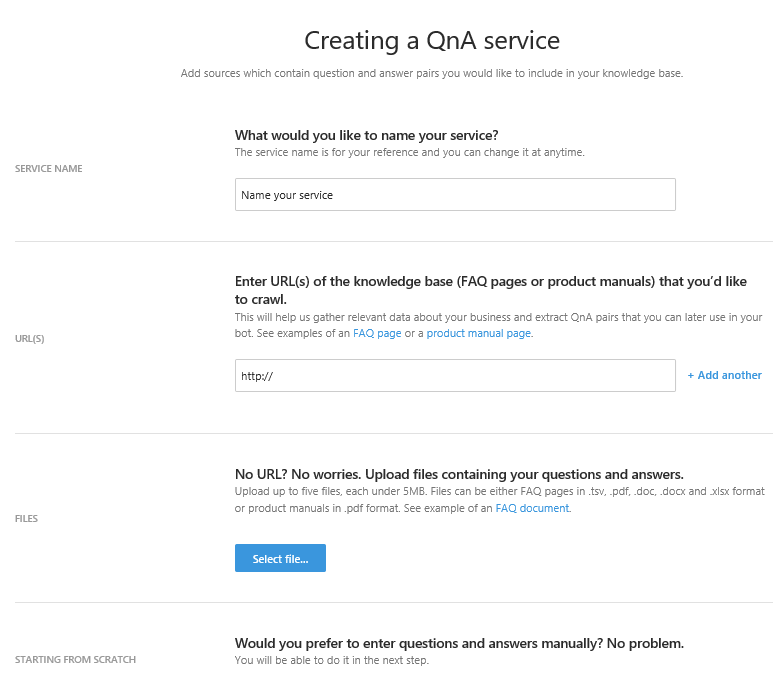 Creating a QnA service
Add sources which contain question and answer pairs you would like to include in your knowledge base.
What would you like to name your service?
The service name is for your reference and you can change it at anytime.
SERVICE NAME
Name your service
Enter URL(s) of the knowledge base (FAQ pages or product manuals) that you'd like
to crawl.
This will help us gather relevant data about your business and extract QnA pairs that you can later use in your
bot. See examples of an FAQ page or a product manual page.
URL(S)
http://
+ Add another
No URL? No worries. Upload files containing your questions and answers.
Upload up to five files, each under 5MB. Files can be either FAQ pages in .tsv, .pdf, .doc, .docx and .xlsx format
or product manuals in .pdf format. See example of an FAQ document.
FILES
Select file...
Would you prefer to enter questions and answers manually? No problem.
You will be able to do it in the next step.
STARTING FROM SCRATCH